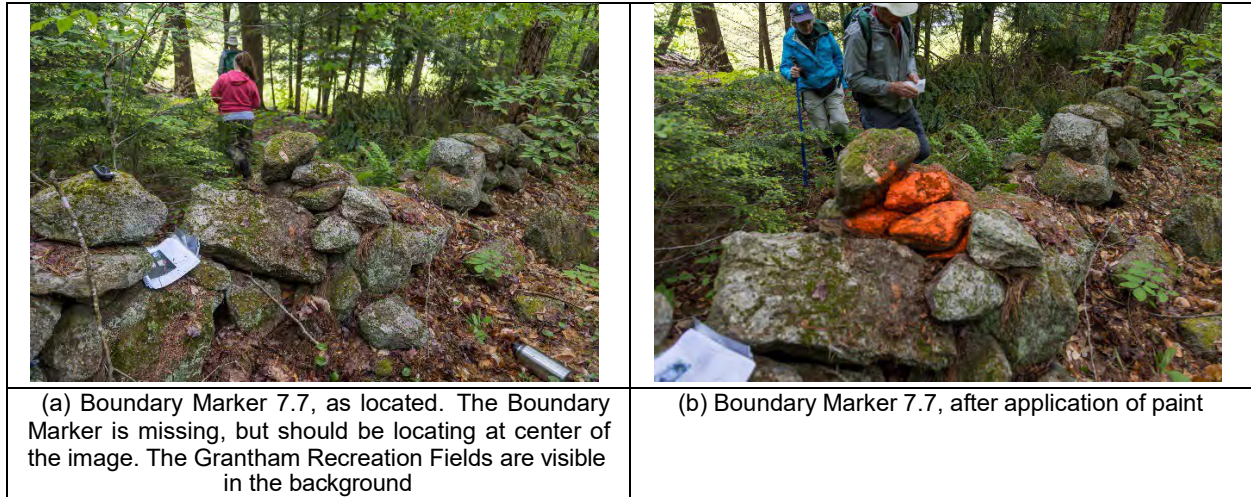 (a) Boundary Marker 7.7, as located. The Boundary
Marker is missing, but should be locating at center of
the image. The Grantham Recreation Fields are visible
in the background
(b) Boundary Marker 7.7, after application of paint